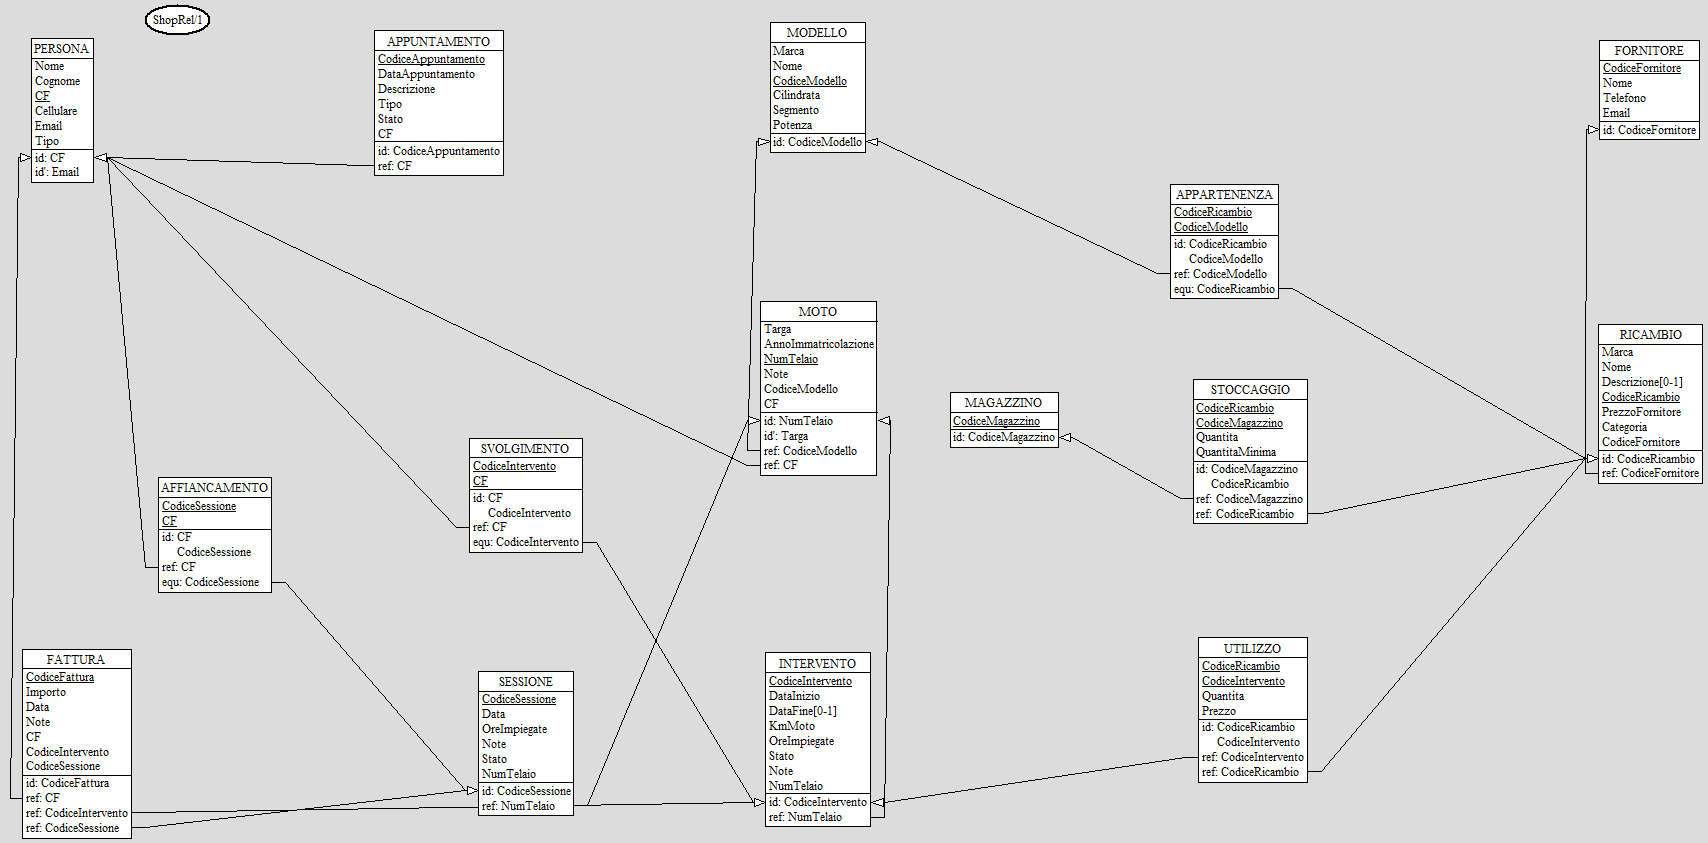 ShopRel/1
PERSONA
Nome
Cognome
CF
Cellulare
Email
Tipo
id: CF
id': Email
APPUNTAMENTO
CodiceAppuntamento
DataAppuntamento
Descrizione
Tipo
Stato
CF
id: CodiceAppuntamento
ref: CF
MODELLO
Marca
Nome
CodiceModello
Cilindrata
Segmento
Potenza
id: CodiceModello
FORNITORE
CodiceFornitore
Nome
Telefono
Email
id: CodiceFornitore
APPARTENENZA
CodiceRicambio
CodiceModello
id: CodiceRicambio
CodiceModello
ref: CodiceModello
equ: CodiceRicambio
MOTO
Targa
AnnoImmatricolazione
NumTelaio
Note
CodiceModello
CF
id: NumTelaio
id': Targa
ref: CodiceModello
ref: CF
RICAMBIO
Marca
Nome
Descrizione[0-1]
CodiceRicambio
PrezzoFornitore
Categoria
CodiceFornitore
id: CodiceRicambio
ref: CodiceFornitore
MAGAZZINO
CodiceMagazzino
id: CodiceMagazzino
STOCCAGGIO
CodiceRicambio
CodiceMagazzino
Quantita
QuantitaMinima
id: CodiceMagazzino
CodiceRicambio
ref: CodiceMagazzino
ref: CodiceRicambio
SVOLGIMENTO
CodiceIntervento
CF
id: CF
CodiceIntervento
ref: CF
equ: CodiceIntervento
AFFIANCAMENTO
CodiceSessione
CF
id: CF
CodiceSessione
ref: CF
equ: CodiceSessione
FATTURA
CodiceFattura
Importo
Data
Note
CF
CodiceIntervento
CodiceSessione
id: CodiceFattura
ref: CF
ref: CodiceIntervento
ref: CodiceSessione
SESSIONE
CodiceSessione
Data
OreImpiegate
Note
Stato
NumTelaio
id: CodiceSessione
ref: NumTelaio
INTERVENTO
CodiceIntervento
DataInizio
DataFine[0-1]
KmMoto
OreImpiegate
Stato
Note
NumTelaio
id: CodiceIntervento
ref: NumTelaio
UTILIZZO
CodiceRicambio
CodiceIntervento
Quantita
Prezzo
id: CodiceRicambio
CodiceIntervento
ref: CodiceIntervento
ref: CodiceRicambio